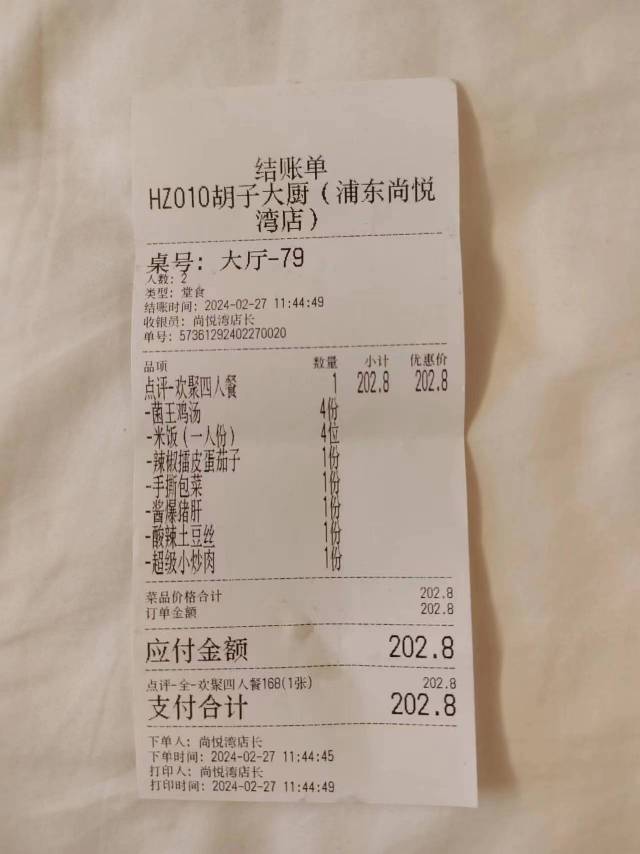 结账单
HZ010胡子大厨（浦东尚悦
湾店）
桌号：大厅-79
人数：2
类型：堂食
结账时间：2024-02-27 11:44:49
收银员：尚悦湾店长
单号：57361292402270020
品项 数量 小计 优惠价
点评-欢聚四人餐 1 202.8 202.8
-菌王鸡汤 4份
-米饭（一人份） 4位
-辣椒擂皮蛋茄子 1份
-手撕包菜 1份
-酱爆猪肝 1份
-酸辣土豆丝 1份
-超级小炒肉 1份
菜品价格合计 202.8
订单金额 202.8
应付金额 202.8
点评-全-欢聚四人餐168(1张) 202.8
支付合计 202.8
下单人：尚悦湾店长
下单时间：2024-02-27 11:44:45
打印人：尚悦湾店长
打印时间：2024-02-27 11:44:49